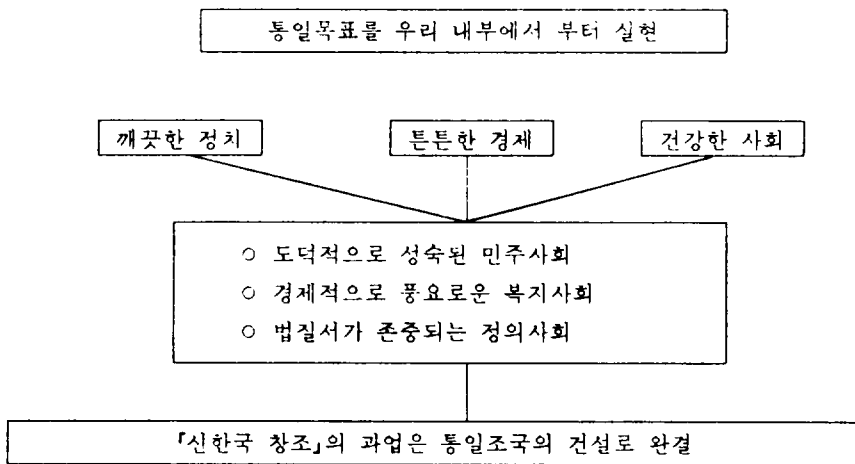 통일목표를 우리 내부에서 부터 실현
깨끗한 정치
튼튼한 경제
건강한 사회
○ 도덕적으로 성숙된 민주사회
○ 경제적으로 풍요로운 복지사회
○ 법질서가 존중되는 정의사회
「신한국 창조」의 과업은 통일조국의 건설로 완결